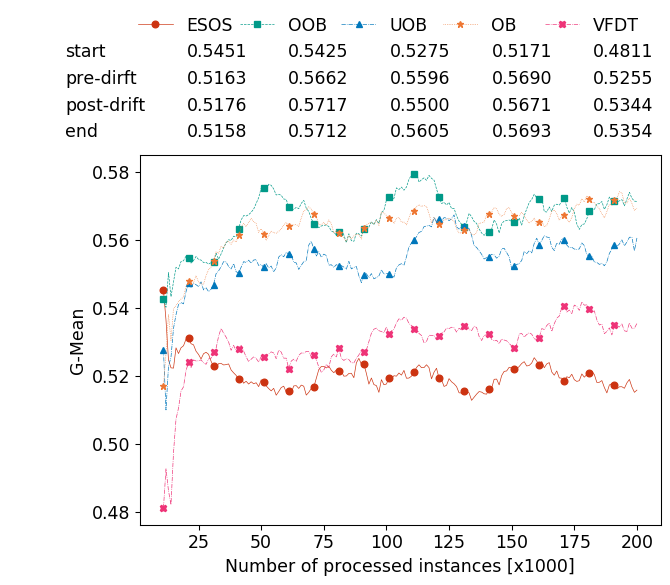 ESOS OOB UOB OB VFDT
start 0.5451 0.5425 0.5275 0.5171 0.4811
pre-dirft 0.5163 0.5662 0.5596 0.5690 0.5255
post-drift 0.5176 0.5717 0.5500 0.5671 0.5344
end 0.5158 0.5712 0.5605 0.5693 0.5354
0.58
0.56
0.54
0.52
0.50
0.48
G-Mean
25 50 75 100 125 150 175 200
Number of processed instances [x1000]